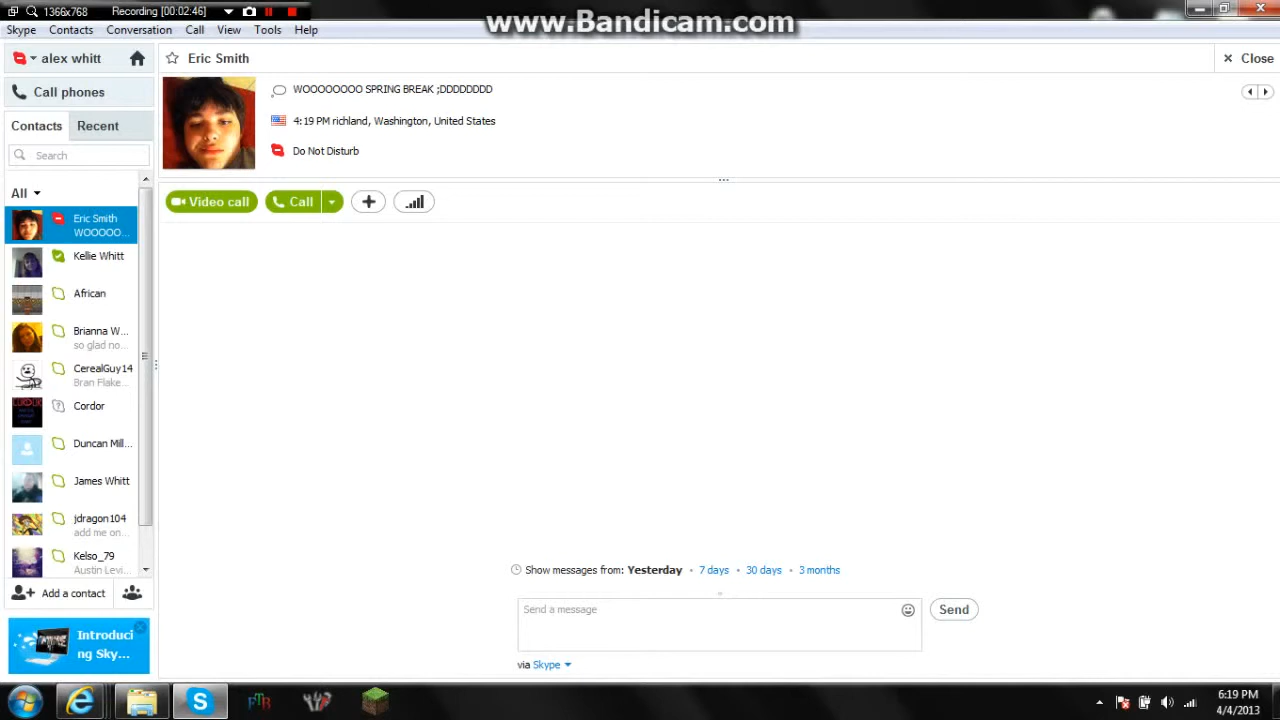 1366x768 Recording [00:02:46]
www.Bandicam.com
Skype Contacts Conversation Call View Tools Help
alex whitt
Eric Smith
Close
WOOOOOOOO SPRING BREAK ;DDDDDDDD
Call phones
4:19 PM richland, Washington, United States
Contacts Recent
Do Not Disturb
Search
All
Video call Call
Eric Smith
WOOOOO...
Kellie Whitt
African
Brianna W...
so glad no...
CerealGuy14
Bran Flake...
Cordor
Duncan Mill...
James Whitt
jdragon104
add me on...
Kelso_79
Austin Levi...
Show messages from: Yesterday • 7 days • 30 days • 3 months
Add a contact
Send a message
Send
Introduci
ng Sky...
via Skype
FTB
6:19 PM
4/4/2013